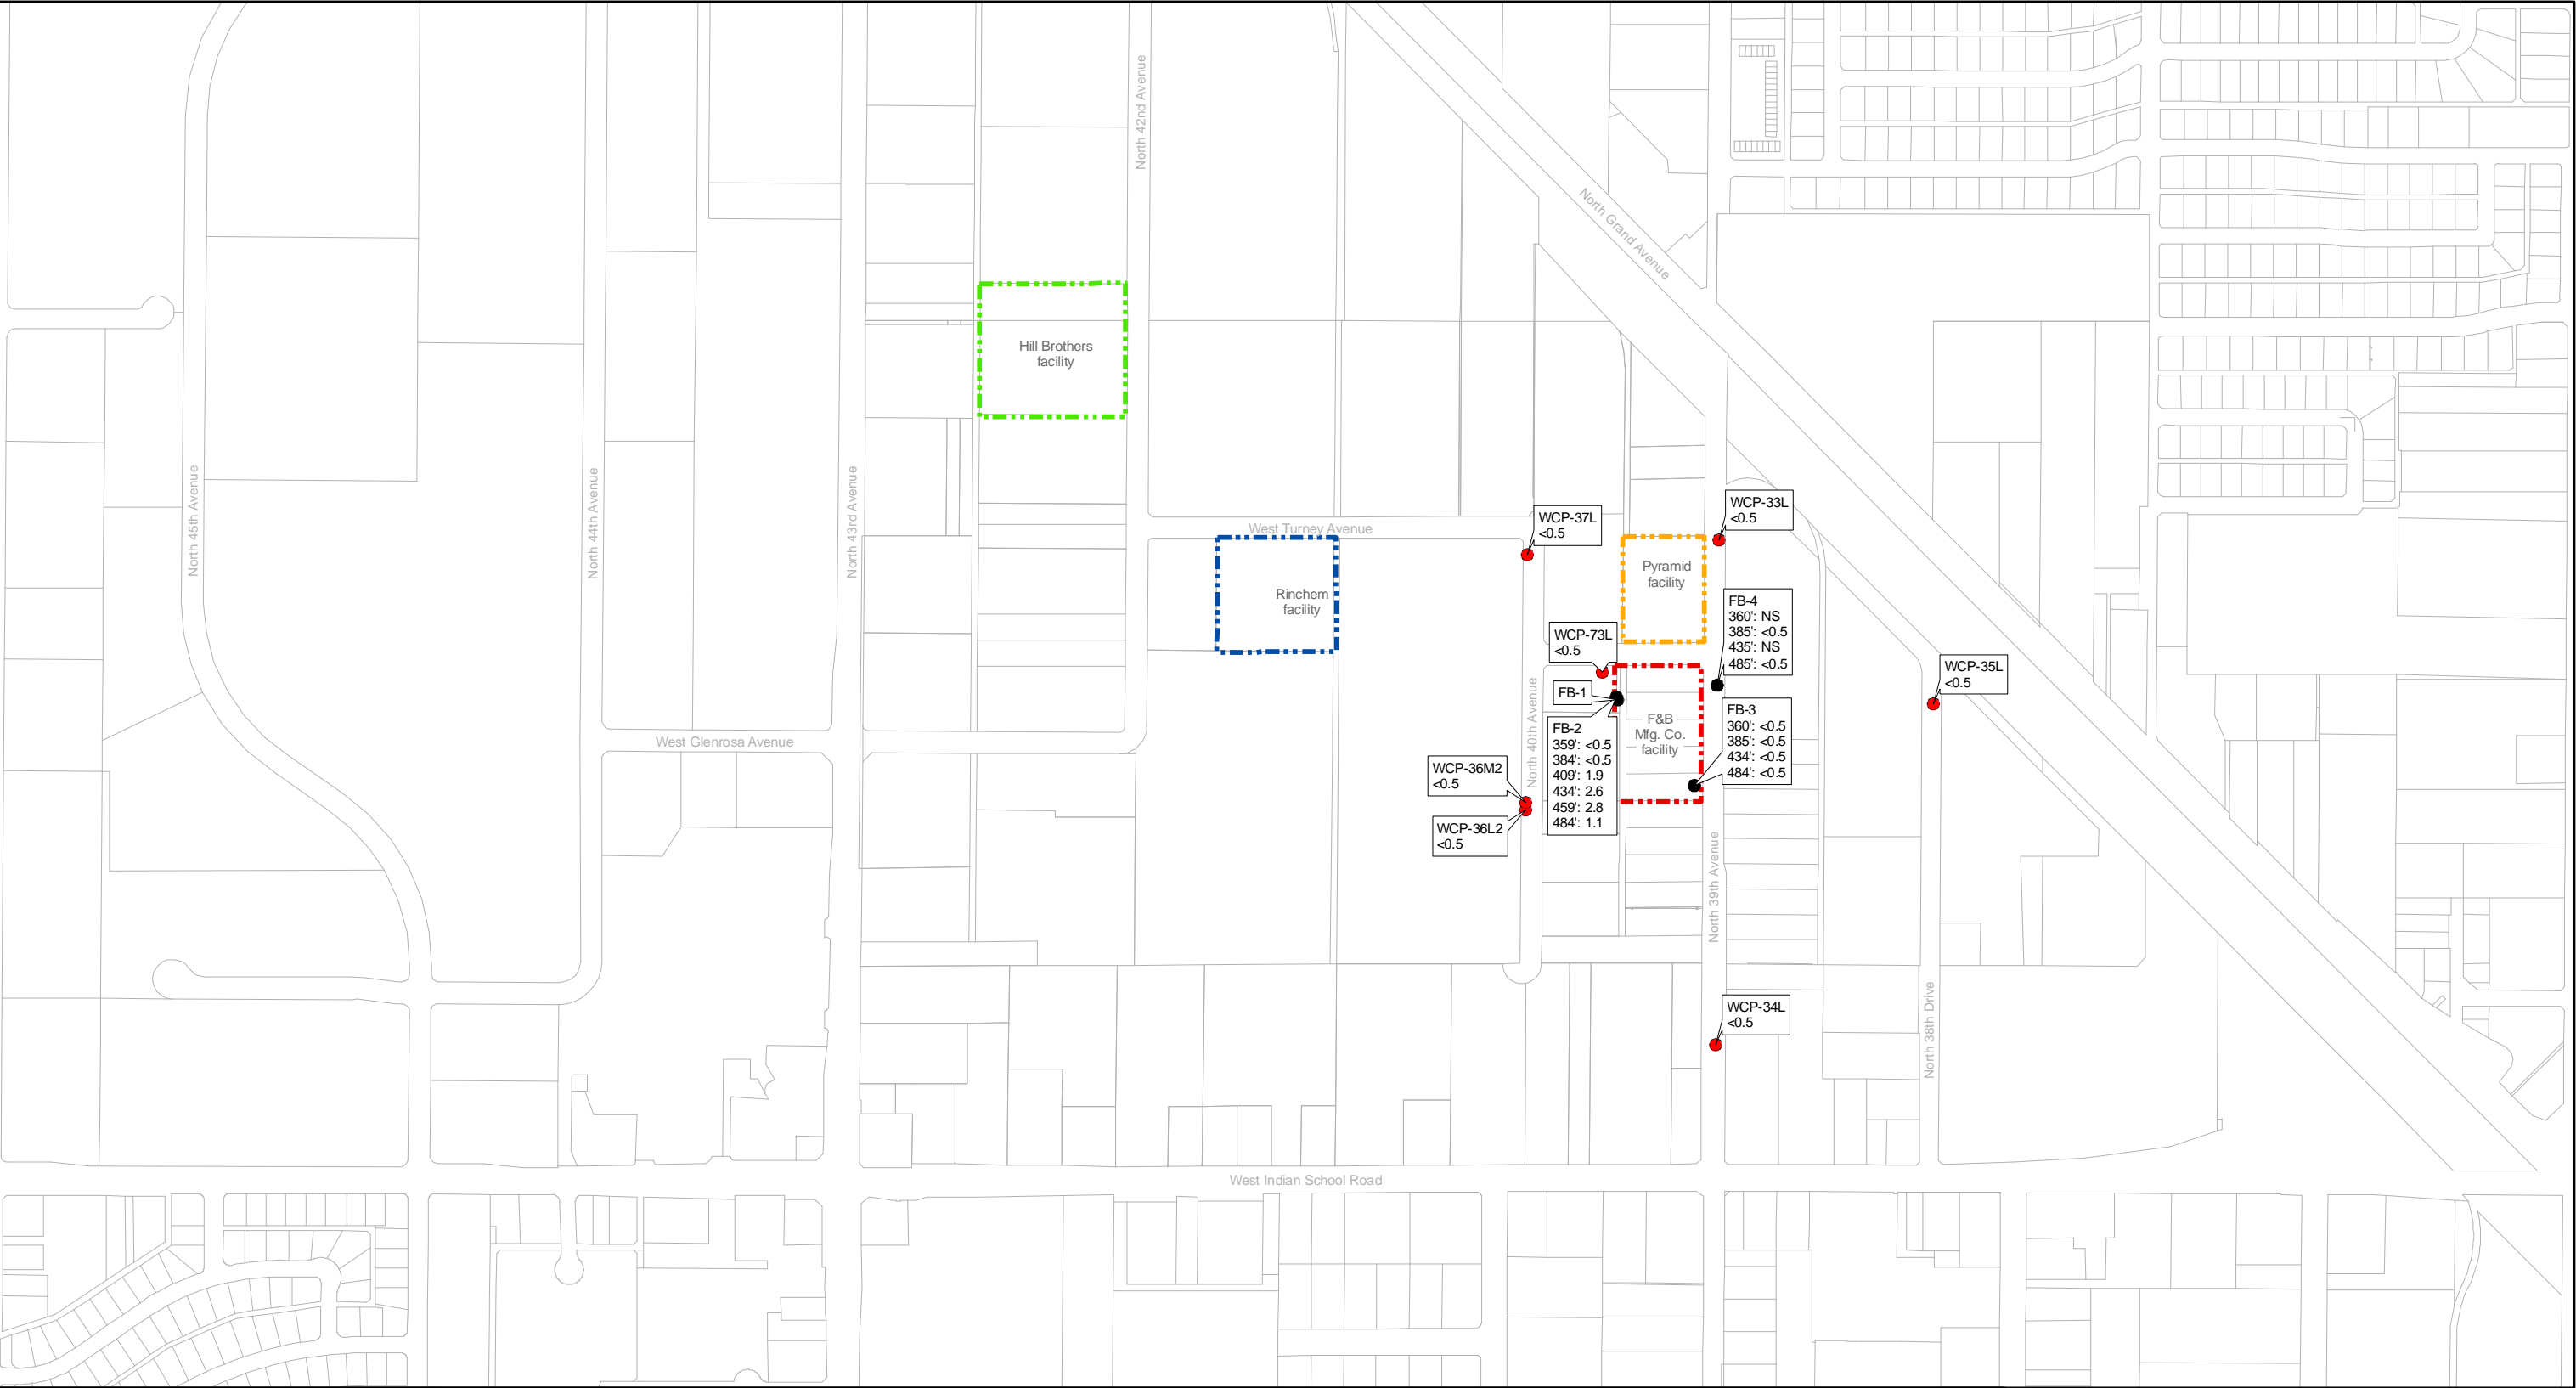 North 42nd Avenue
North Grand Avenue
Hill Brothers
facility
North 45th Avenue
North 44th Avenue
North 43rd Avenue
West Turney Avenue
WCP-37L
<0.5
WCP-33L
<0.5
Rinchem
facility
Pyramid
facility
FB-4
360': NS
385': <0.5
435': NS
485': <0.5
WCP-73L
<0.5
WCP-35L
<0.5
FB-1
North 40th Avenue
FB-2
359': <0.5
384': <0.5
409': 1.9
434': 2.6
459': 2.8
484': 1.1
F&B
Mfg. Co.
facility
FB-3
360': <0.5
385': <0.5
434': <0.5
484': <0.5
West Glenrosa Avenue
WCP-36M2
<0.5
WCP-36L2
<0.5
North 39th Avenue
WCP-34L
<0.5
North 38th Drive
West Indian School Road